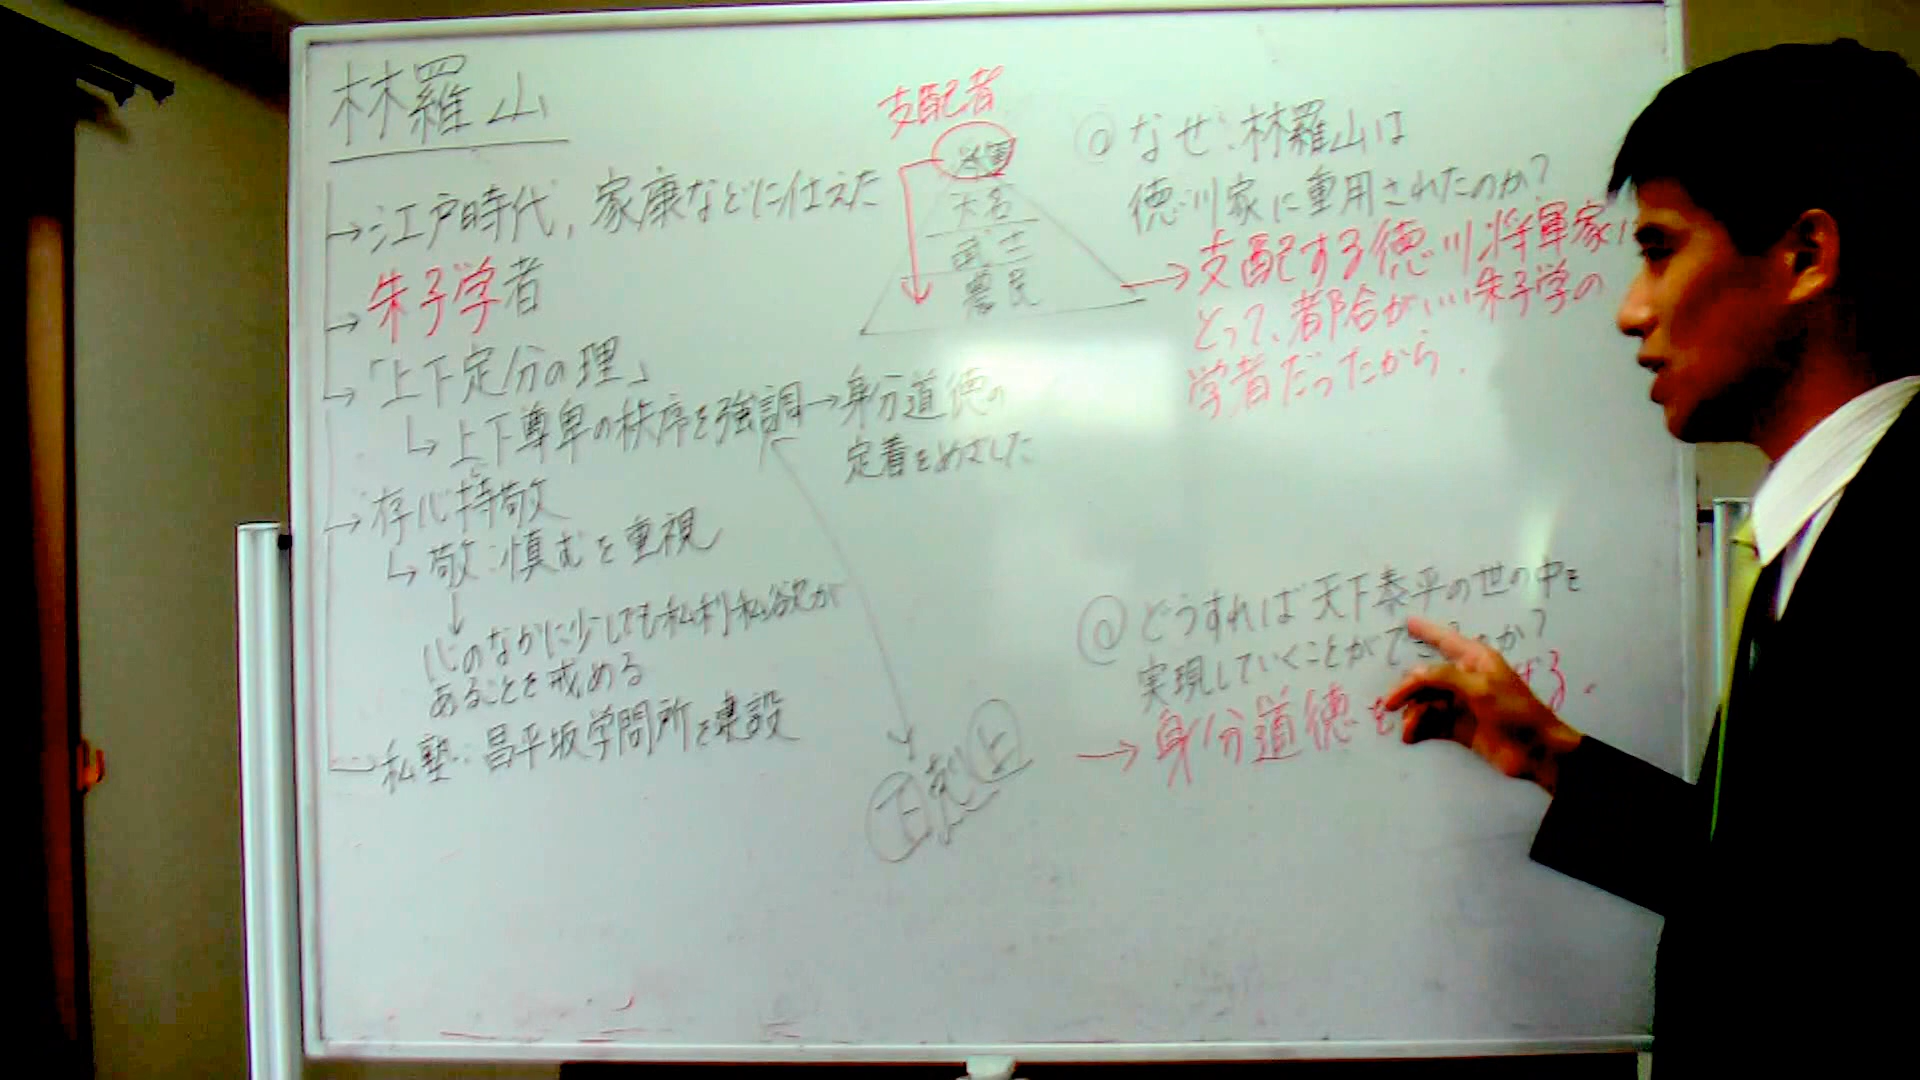 林羅山
→江戸時代，家康などに仕えた
→朱子学者
→「上下定分の理」
↳上下尊卑の秩序を強調→身分道徳の
定着をめざした
→存心持敬
↳敬：慎むを重視
↓
心のなかに少しでも私利私欲が
あることを戒める
→私塾：昌平坂学問所を建設
支配者
将軍
大名
武士
農民
下剋上
@なぜ、林羅山は
徳川家に重用されたのか？
→支配する徳川将軍家に
とって、都合がいい朱子学の
学者だったから．
@どうすれば天下泰平の世の中を
実現していくことができ
か？
→身分道徳を